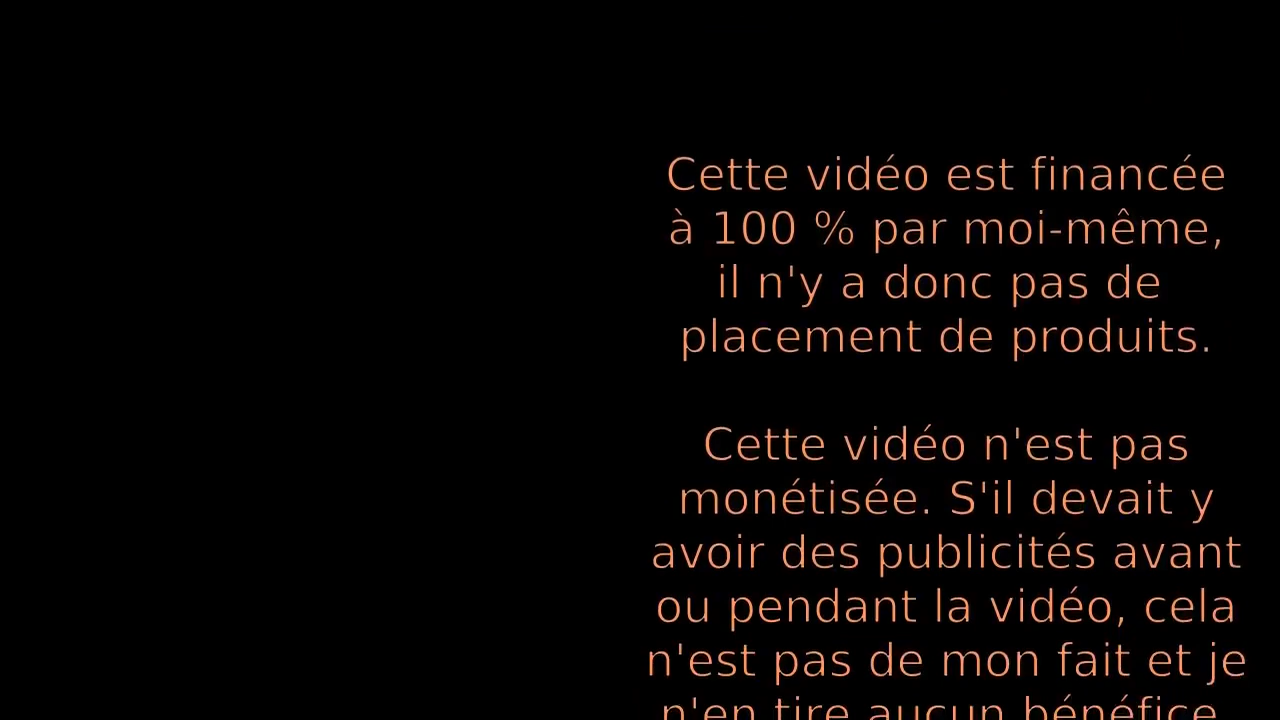 Cette vidéo est financée
à 100 % par moi-même,
il n'y a donc pas de
placement de produits.
Cette vidéo n'est pas
monétisée. S'il devait y
avoir des publicités avant
ou pendant la vidéo, cela
n'est pas de mon fait et je
n'en tire aucun bénéfice.